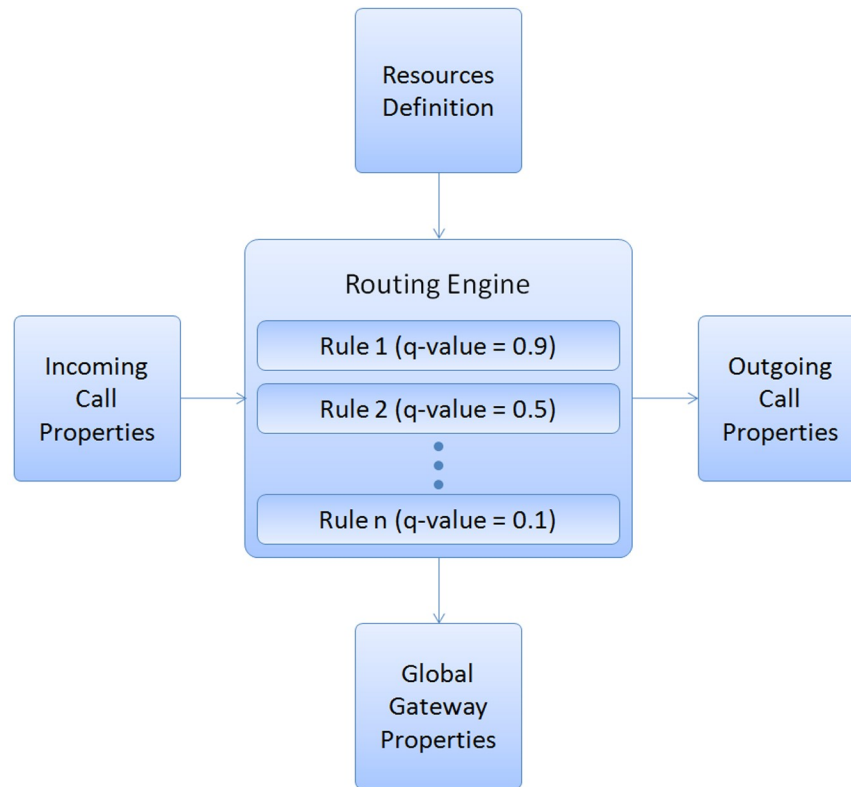 Resources
Definition
Routing Engine
Rule 1 (q-value = 0.9)
Rule 2 (q-value = 0.5)
Rule n (q-value = 0.1)
Incoming
Call
Properties
Outgoing
Call
Properties
Global
Gateway
Properties